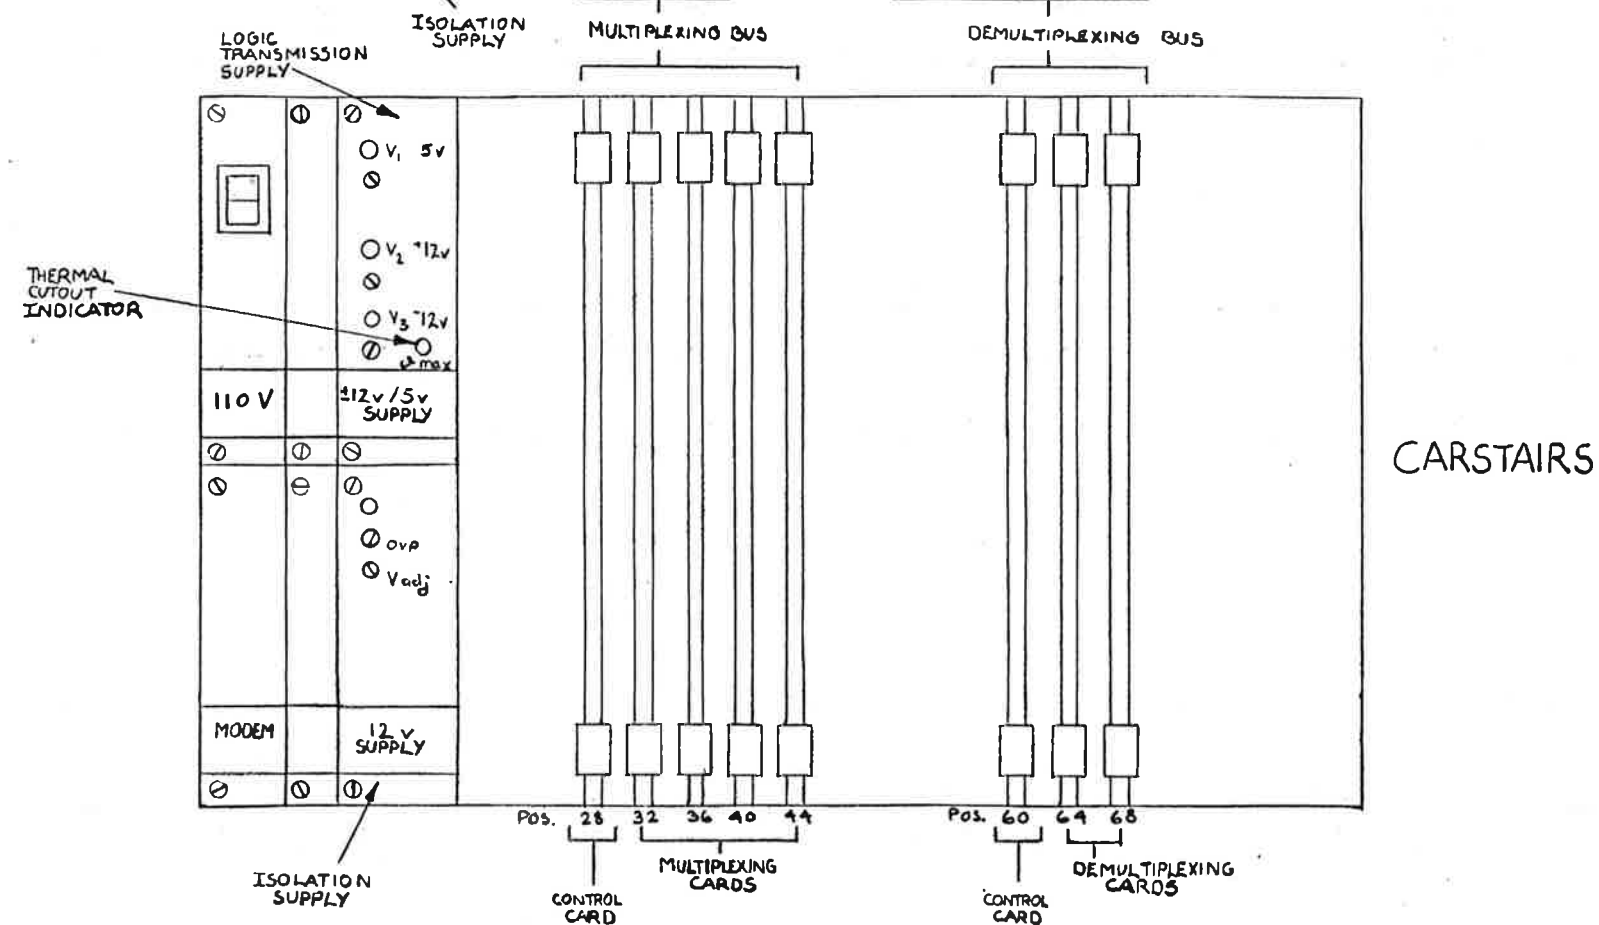 ISOLATION
SUPPLY
MULTIPLEXING BUS
DEMULTIPLEXING BUS
LOGIC
TRANSMISSION
SUPPLY
V1 5v
V2 +12v
THERMAL
CUTOUT
INDICATOR
V3 -12v
max
110 V
±12v/5v
SUPPLY
CARSTAIRS
OVP
Vadj
MODEM
12 v
SUPPLY
POS. 28 32 36 40 44
POS. 60 64 68
MULTIPLEXING
CARDS
DEMULTIPLEXING
CARDS
ISOLATION
SUPPLY
CONTROL
CARD
CONTROL
CARD